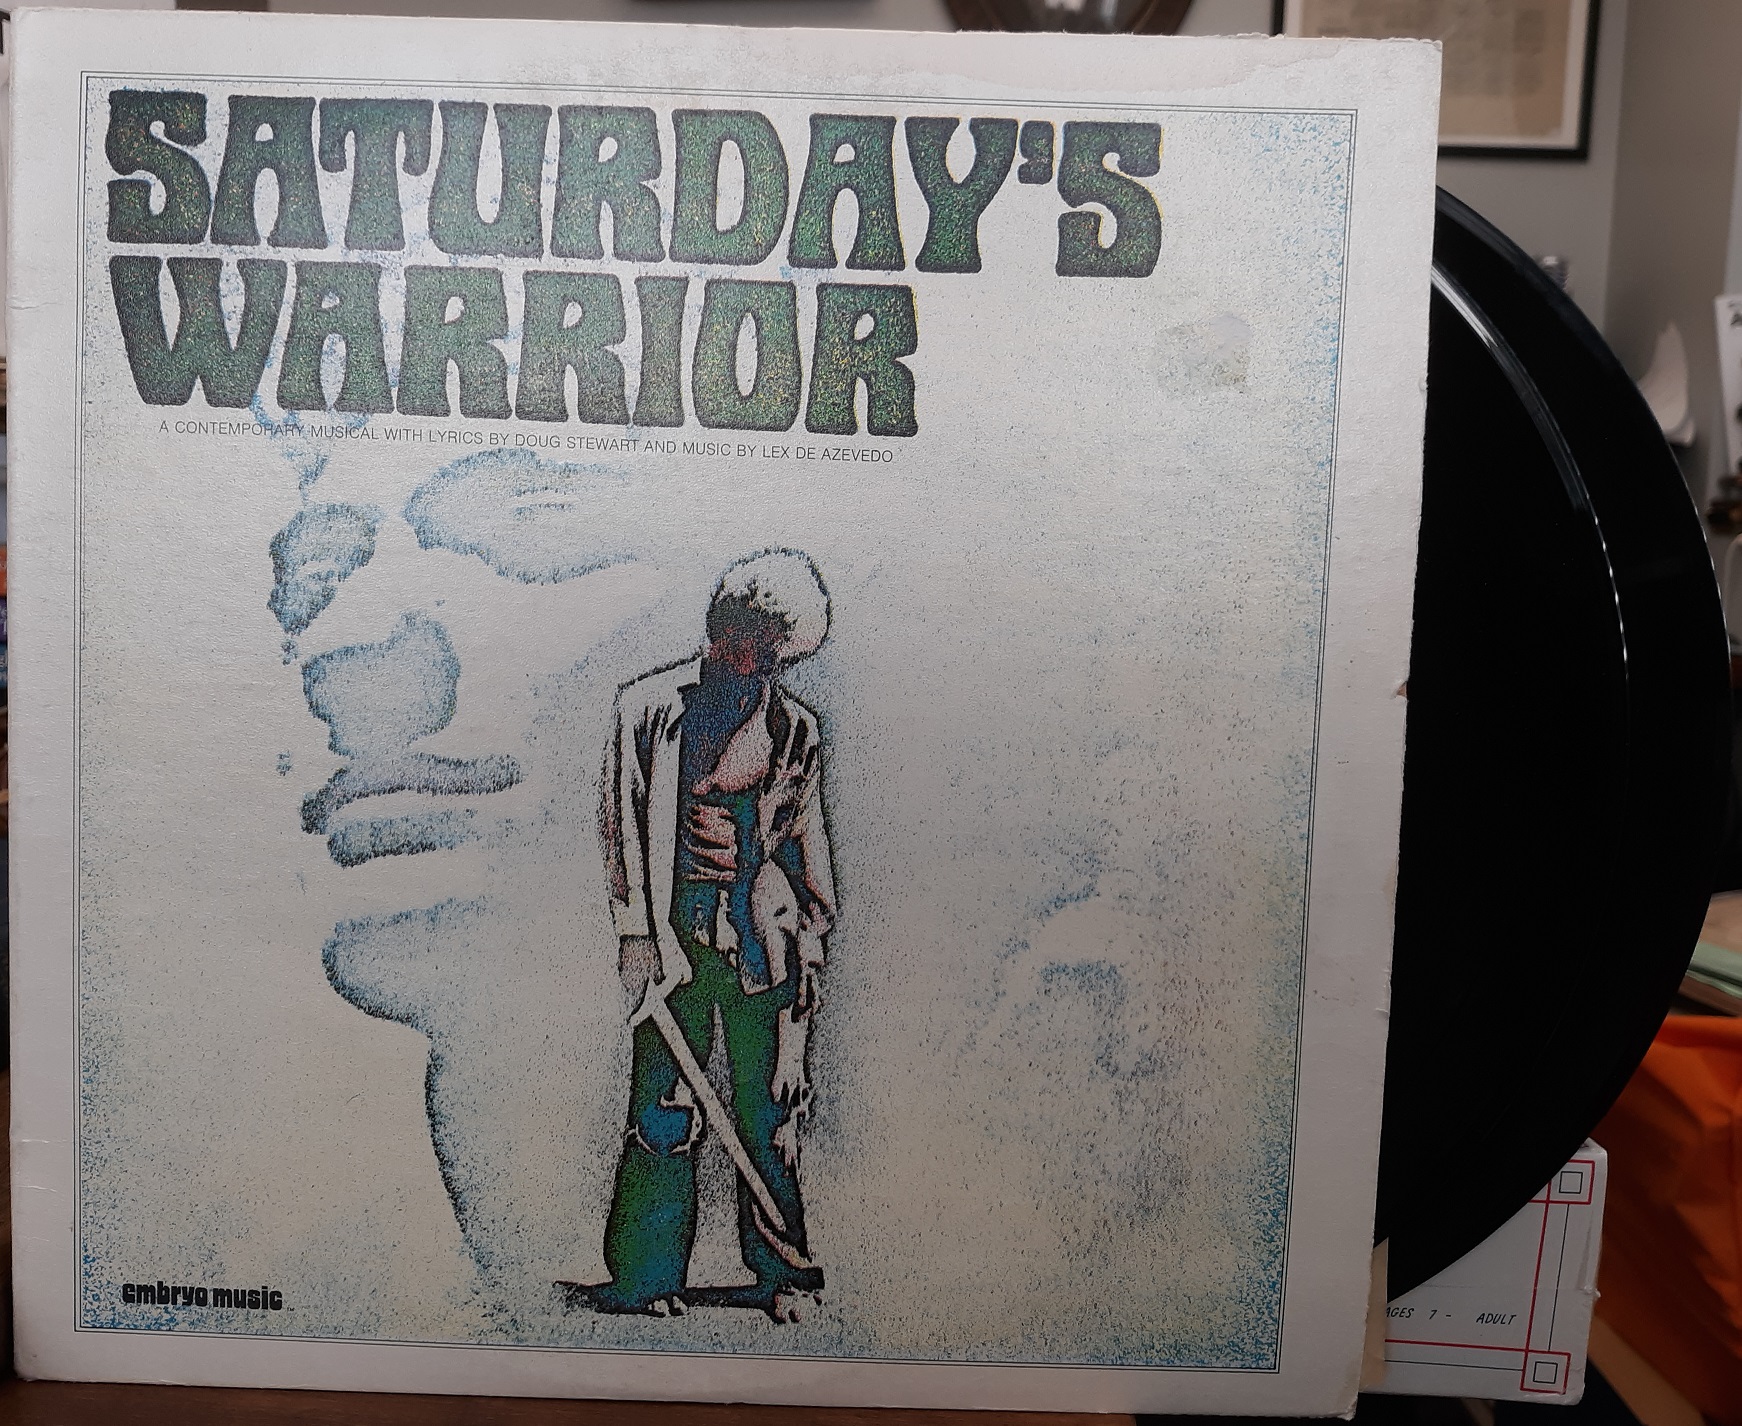 SATURDAY'S
WARRIOR
A CONTEMPORARY MUSICAL WITH LYRICS BY DOUG STEWART AND MUSIC BY LEX DE AZEVEDO
embryo music
AGES 7 - ADULT